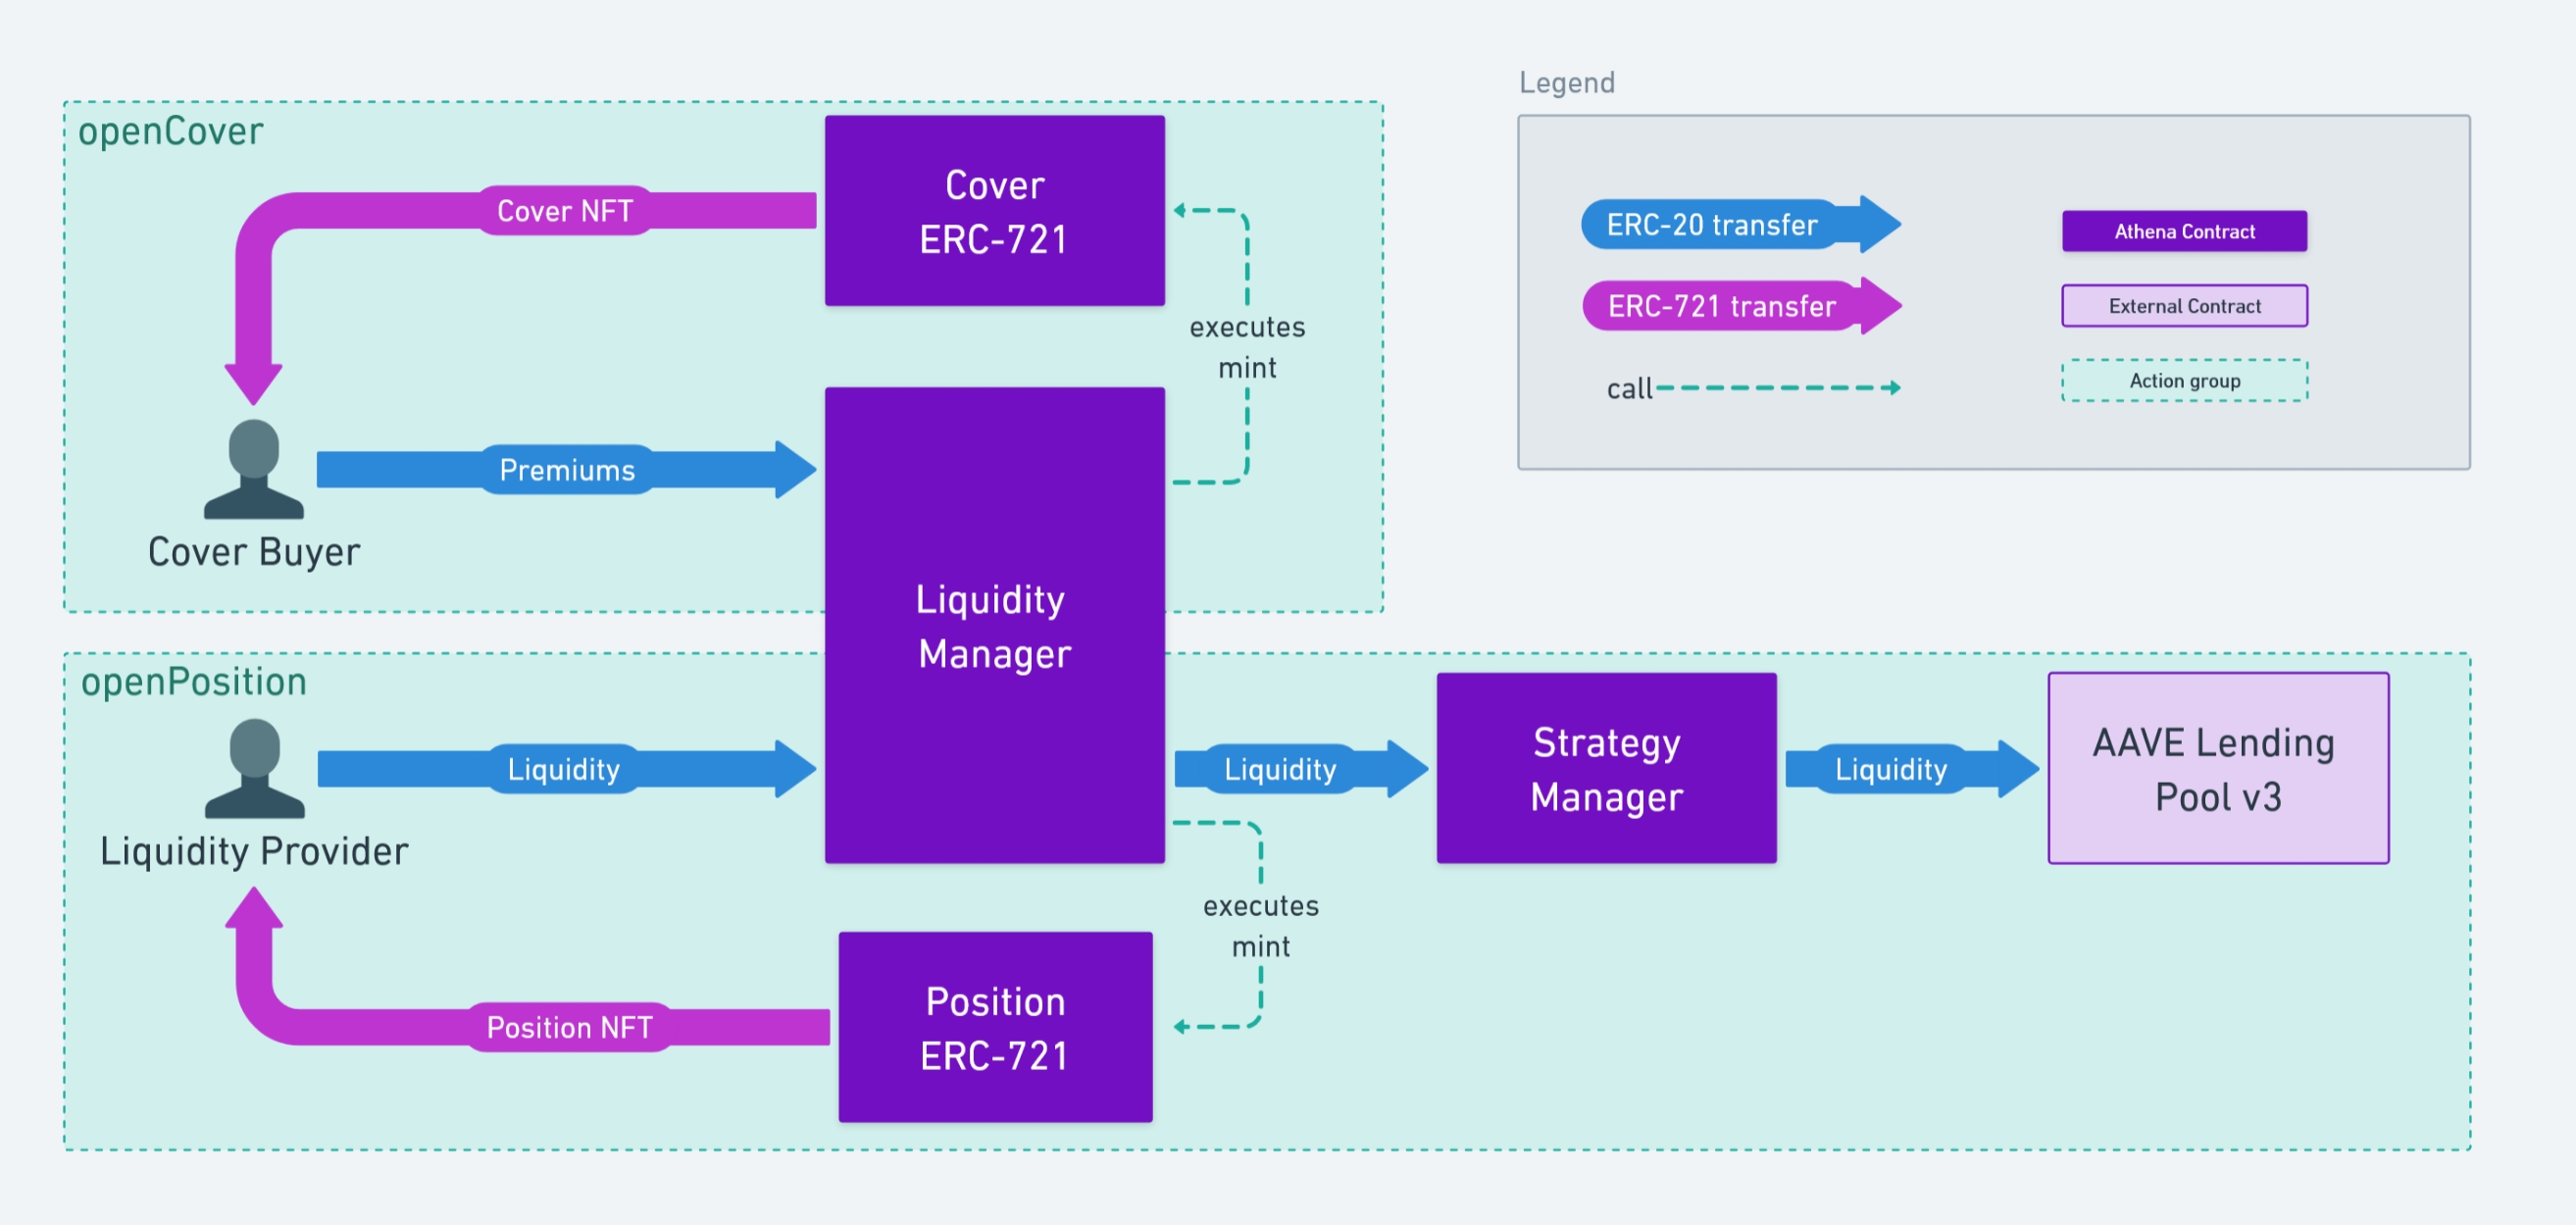 Legend
openCover
Cover
ERC-721
Cover NFT
ERC-20 transfer
Athena Contract
ERC-721 transfer
External Contract
executes
mint
call
Action group
Premiums
Cover Buyer
Liquidity
Manager
openPosition
Liquidity
Liquidity
Strategy
Manager
Liquidity
AAVE Lending
Pool v3
Liquidity Provider
executes
mint
Position
ERC-721
Position NFT